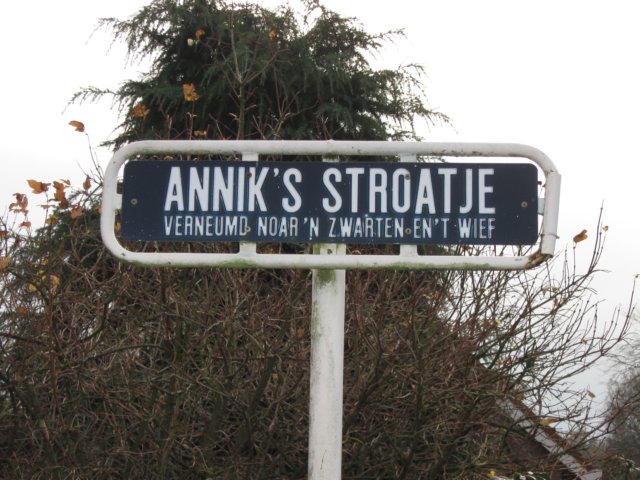 ANNIK'S STROATJE
VERNEUMD NOAR 'N ZWARTEN EN'T WIEF